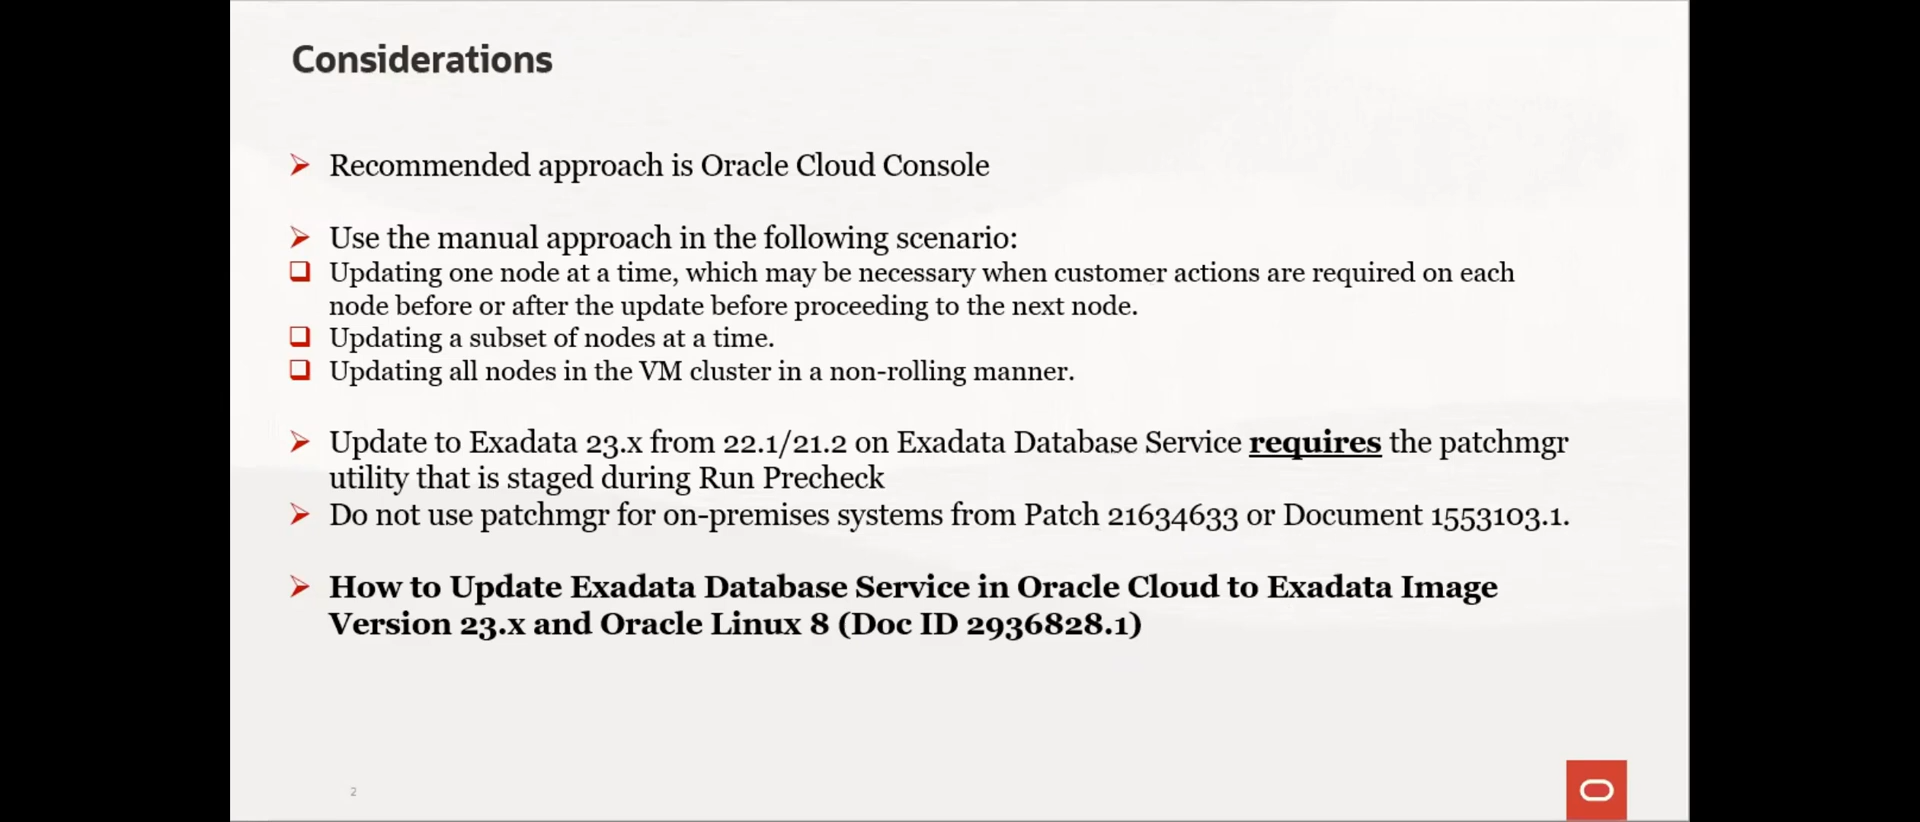 Considerations
Recommended approach is Oracle Cloud Console
Use the manual approach in the following scenario:
Updating one node at a time, which may be necessary when customer actions are required on each
node before or after the update before proceeding to the next node.
Updating a subset of nodes at a time.
Updating all nodes in the VM cluster in a non-rolling manner.
Update to Exadata 23.x from 22.1/21.2 on Exadata Database Service requires the patchmgr
utility that is staged during Run Precheck
Do not use patchmgr for on-premises systems from Patch 21634633 or Document 1553103.1.
How to Update Exadata Database Service in Oracle Cloud to Exadata Image
Version 23.x and Oracle Linux 8 (Doc ID 2936828.1)
2